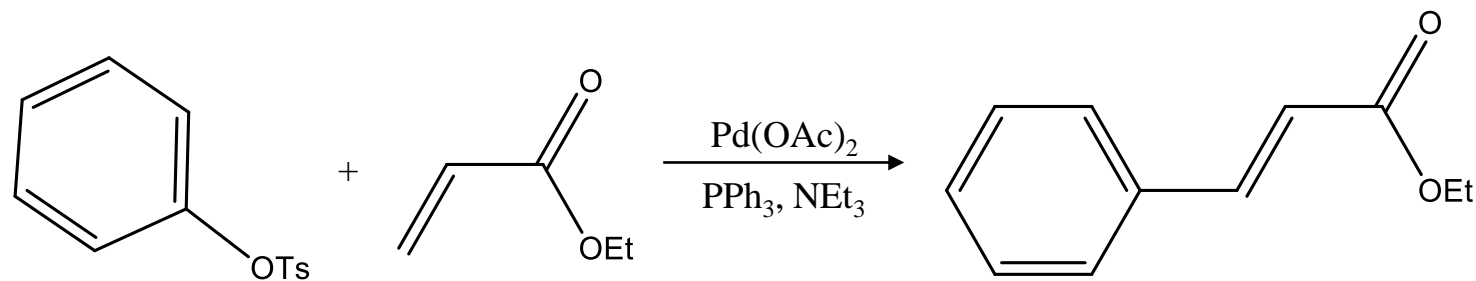 O
O
Pd(OAc)2
+
PPh3, NEt3
OEt
OEt
OTs